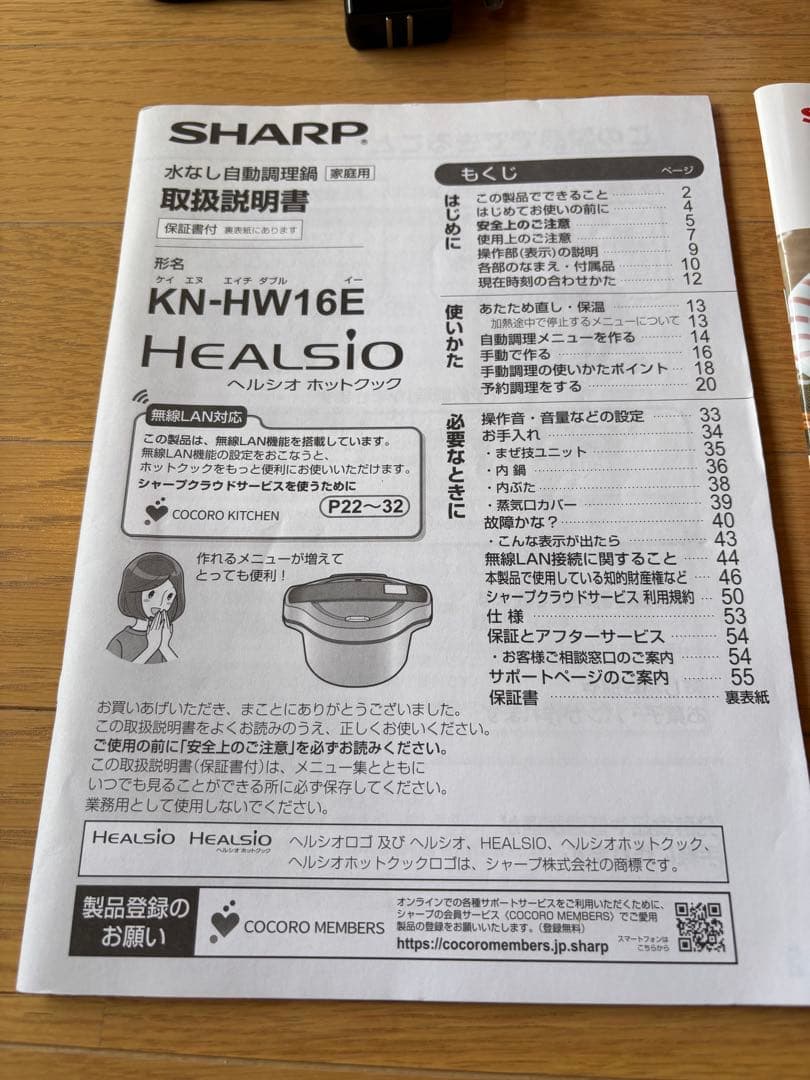 SHARP®
水なし自動調理鍋 家庭用
取扱説明書
保証書付 裏表紙にあります
形名
ケイ エヌ エイチ ダブル イー
KN-HW16E
HEALSIO
ヘルシオ ホットクック
無線LAN対応
この製品は、無線LAN機能を搭載しています。
無線LAN機能の設定をおこなうと、
ホットクックをもっと便利にお使いいただけます。
シャープクラウドサービスを使うために
COCORO KITCHEN P22～32
作れるメニューが増えて
とっても便利！
お買いあげいただき、まことにありがとうございました。
この取扱説明書をよくお読みのうえ、正しくお使いください。
ご使用の前に「安全上のご注意」を必ずお読みください。
この取扱説明書(保証書付)は、メニュー集とともに
いつでも見ることができる所に必ず保存してください。
業務用として使用しないでください。
もくじ ページ
はじめに
この製品でできること 2
はじめてお使いの前に 4
安全上のご注意 5
使用上のご注意 7
操作部(表示)の説明 9
各部のなまえ・付属品 10
現在時刻の合わせかた 12
使いかた
あたため直し・保温 13
加熱途中で停止するメニューについて 13
自動調理メニューを作る 14
手動で作る 16
手動調理の使いかたポイント 18
予約調理をする 20
必要なときに
操作音・音量などの設定 33
お手入れ 34
・まぜ技ユニット 35
・内鍋 36
・内ぶた 38
・蒸気口カバー 39
故障かな？ 40
・こんな表示が出たら 43
無線LAN接続に関すること 44
本製品で使用している知的財産権など 46
シャープクラウドサービス 利用規約 50
仕様 53
保証とアフターサービス 54
・お客様ご相談窓口のご案内 54
サポートページのご案内 55
保証書 裏表紙
HEALSIO HEALSIO ヘルシオ ホットクック
ヘルシオロゴ 及び ヘルシオ、HEALSIO、ヘルシオホットクック、
ヘルシオホットクックロゴは、シャープ株式会社の商標です。
製品登録の
お願い
COCORO MEMBERS
オンラインでの各種サポートサービスをご利用いただくために、
シャープの会員サービス〈COCORO MEMBERS〉でご愛用
製品の登録をお願いいたします。(登録無料)
https://cocoromembers.jp.sharp
スマートフォンは
こちらから